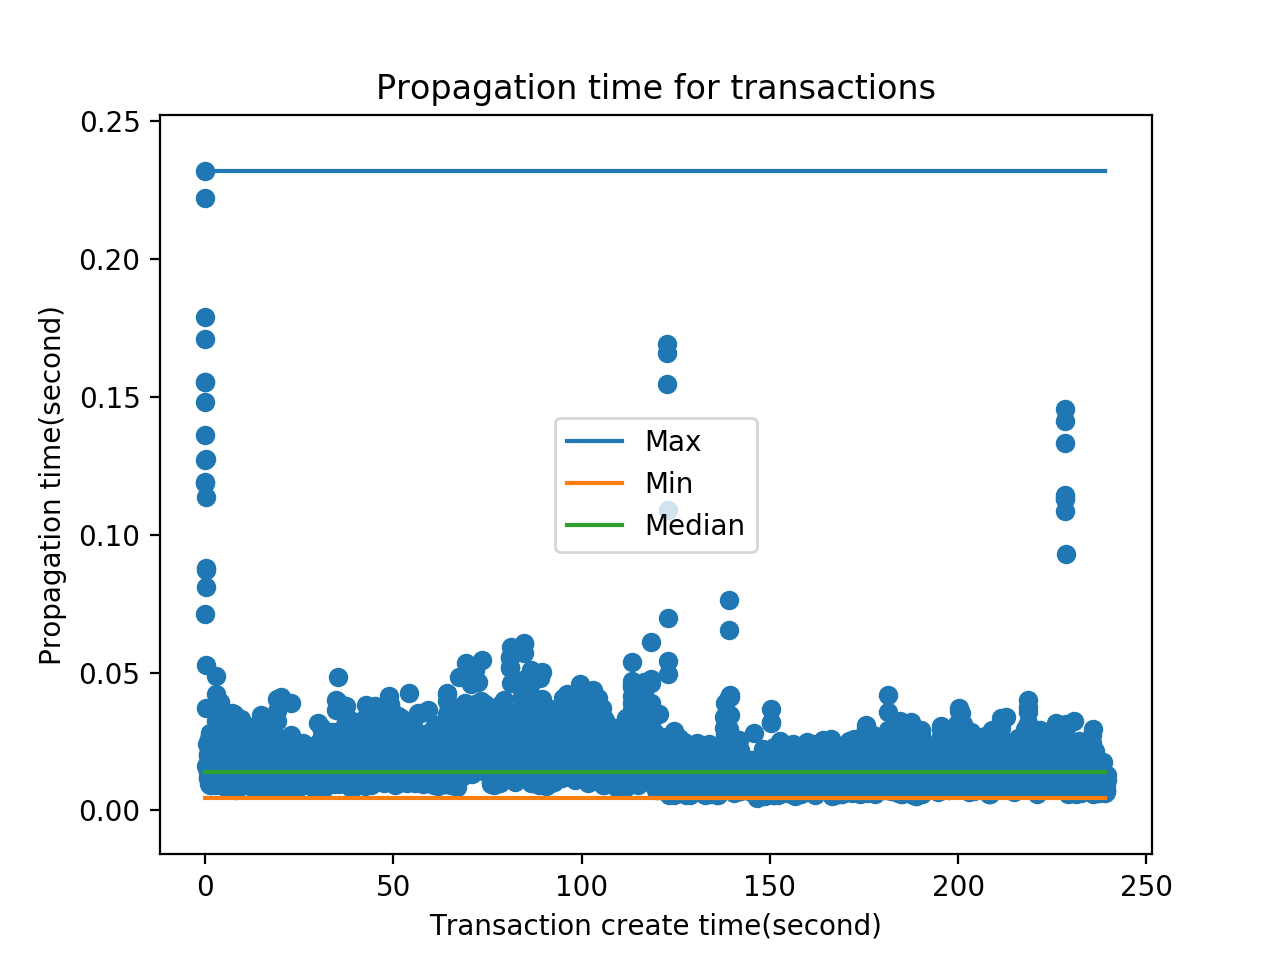 Propagation time for transactions
0.25
0.20
0.15
0.10
0.05
0.00
Propagation time(second)
Max
Min
Median
0 50 100 150 200 250
Transaction create time(second)